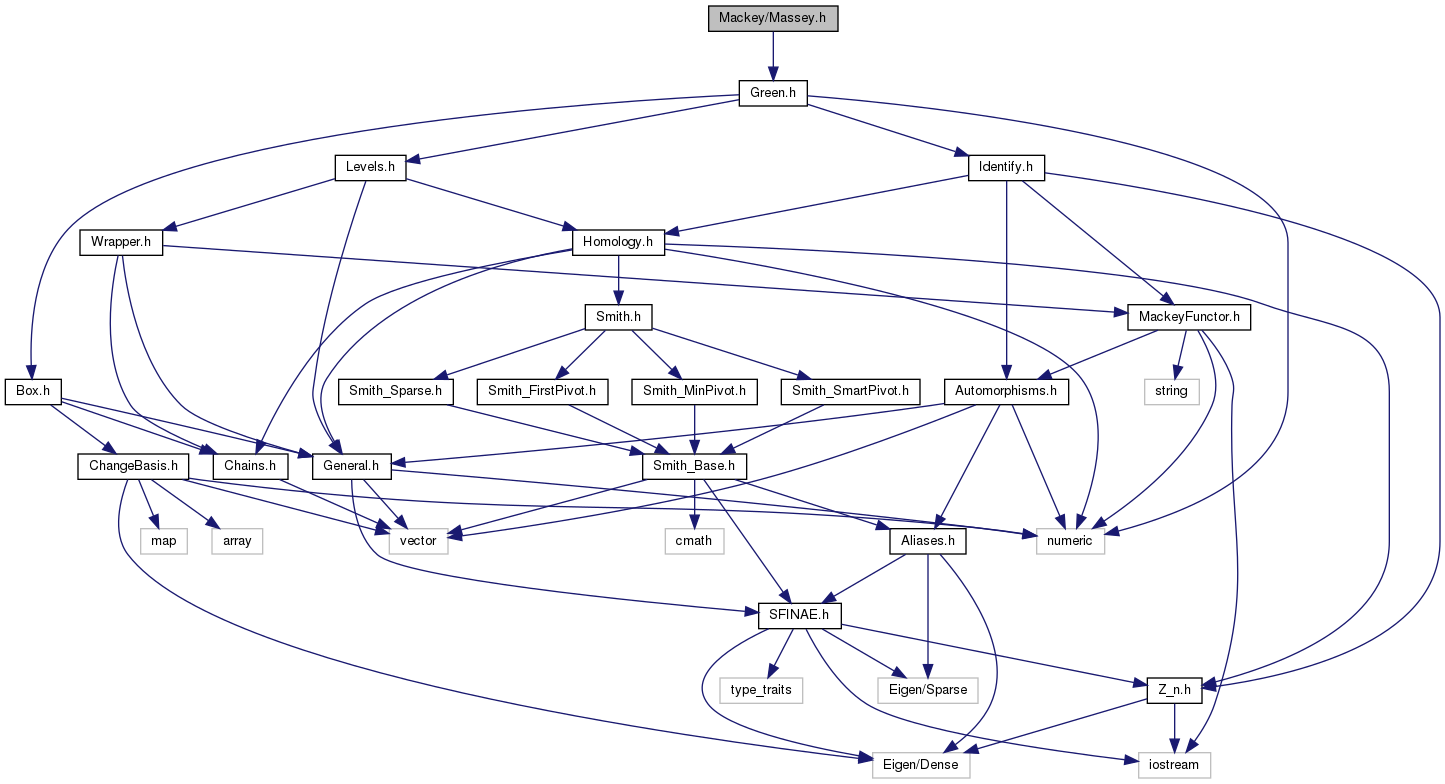 Mackey/Massey.h
Green.h
Levels.h
Identify.h
Wrapper.h
Homology.h
Smith.h
MackeyFunctor.h
Box.h
Smith_Sparse.h
Smith_FirstPivot.h
Smith_MinPivot.h
Smith_SmartPivot.h
Automorphisms.h
string
ChangeBasis.h
Chains.h
General.h
Smith_Base.h
map
array
vector
cmath
Aliases.h
numeric
SFINAE.h
type_traits
Eigen/Sparse
Z_n.h
Eigen/Dense
iostream